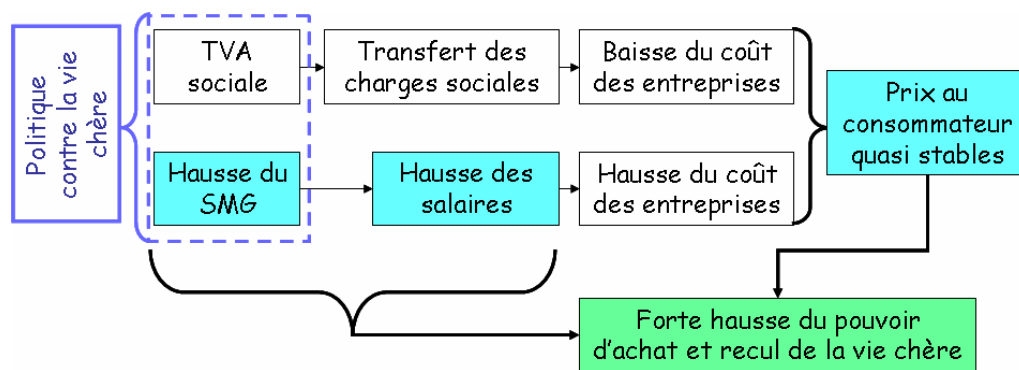 Politique
contre la vie
chère
TVA
sociale
Transfert des
charges sociales
Baisse du coût
des entreprises
Prix au
consommateur
quasi stables
Hausse du
SMG
Hausse des
salaires
Hausse du coût
des entreprises
Forte hausse du pouvoir
d'achat et recul de la vie chère